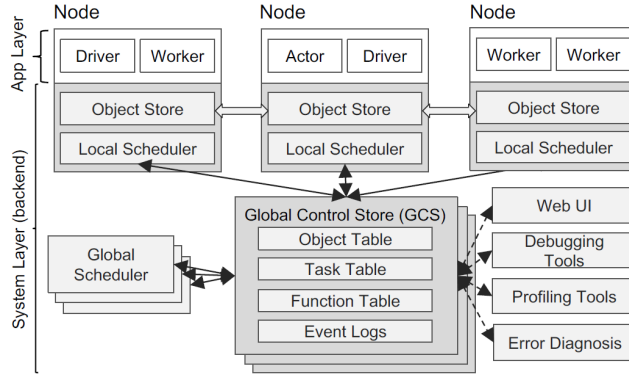 Node Node Node
App Layer
Driver Worker Actor Driver Worker Worker
Object Store Object Store Object Store
Local Scheduler Local Scheduler Local Scheduler
System Layer (backend)
Global Control Store (GCS)
Object Table
Task Table
Function Table
Event Logs
Global
Scheduler
Web UI
Debugging
Tools
Profiling Tools
Error Diagnosis